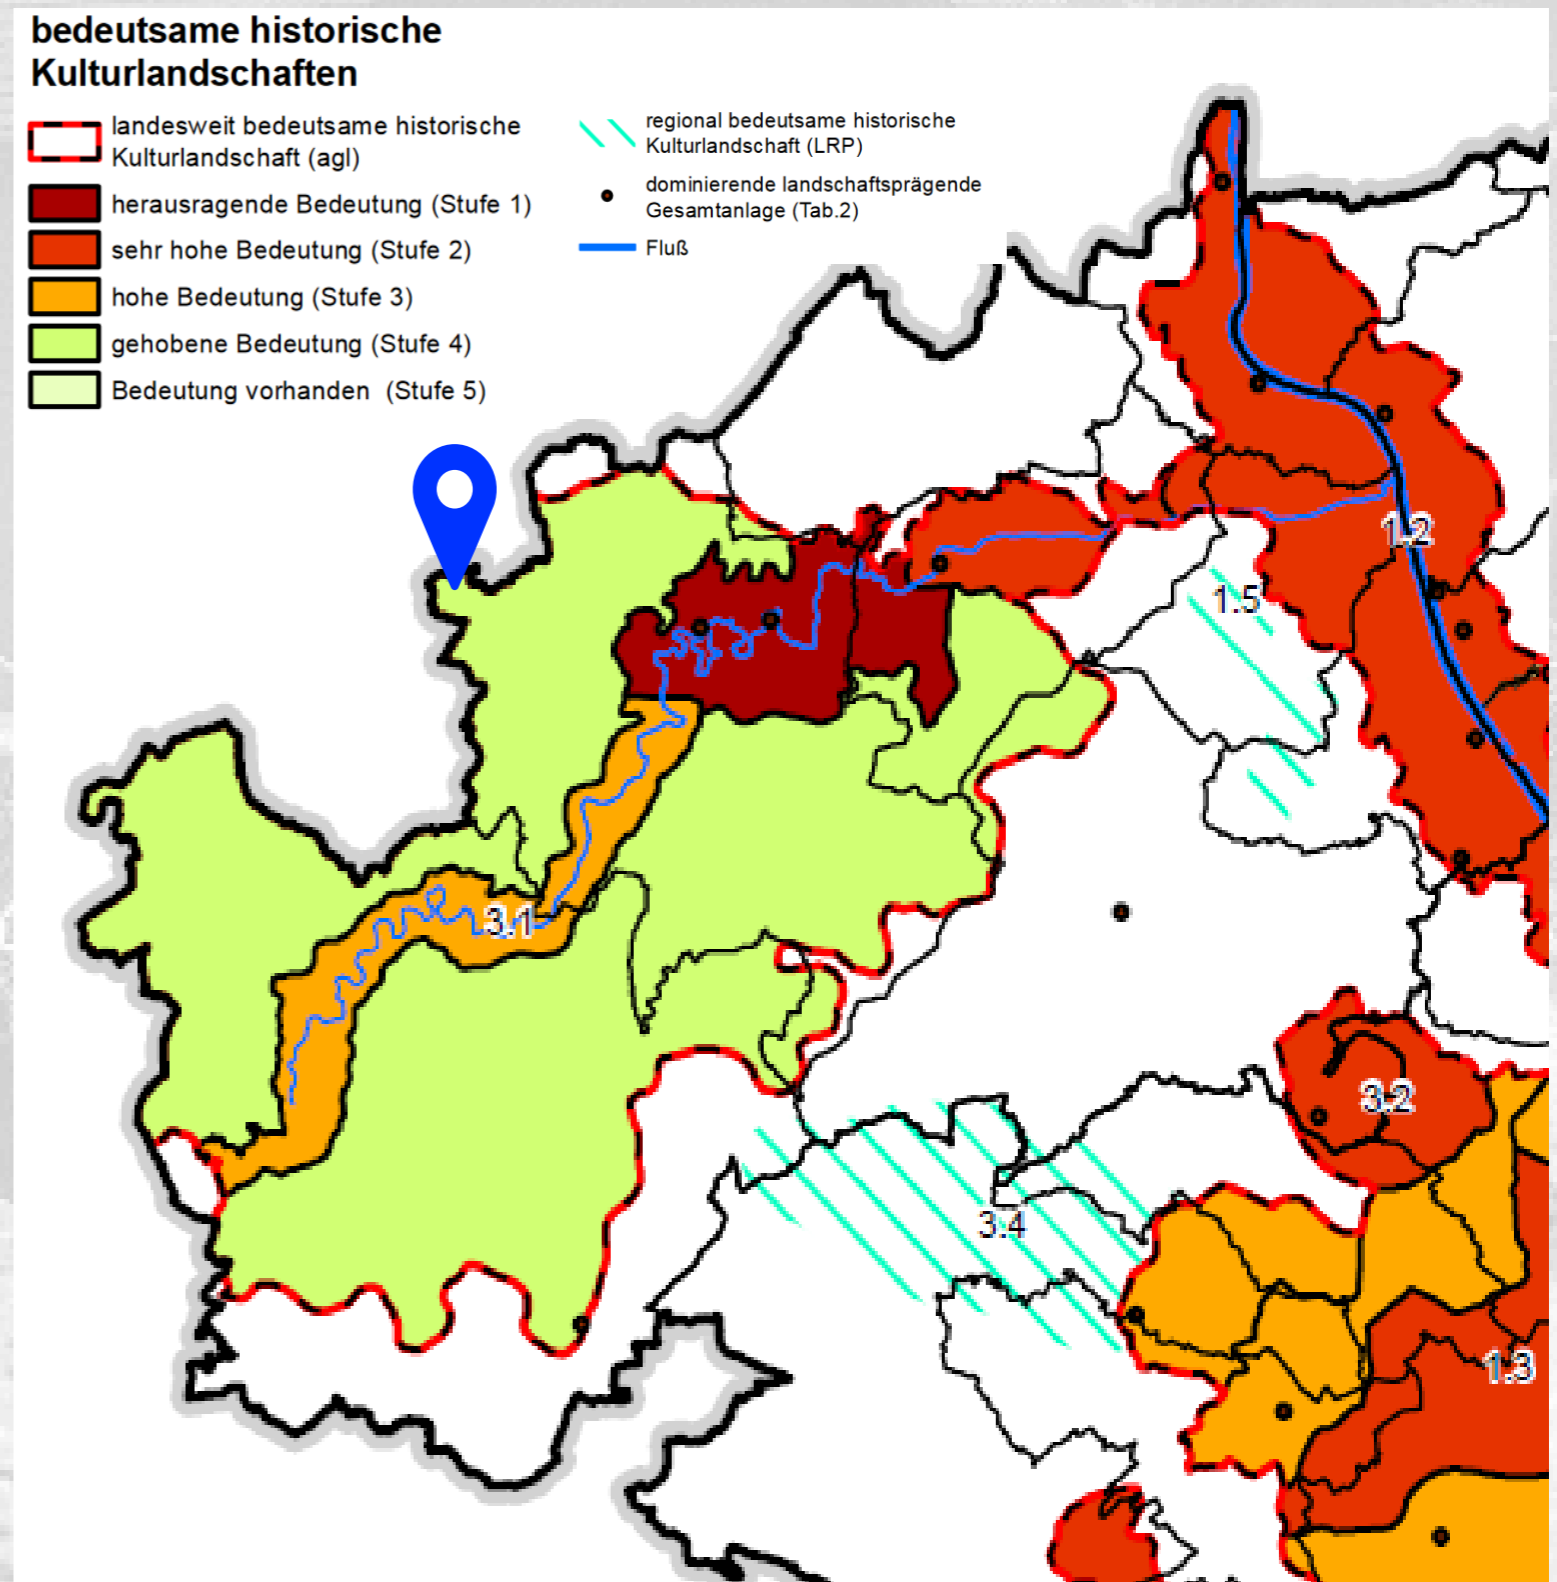 bedeutsame historische
Kulturlandschaften
landesweit bedeutsame historische
Kulturlandschaft (agl)
herausragende Bedeutung (Stufe 1)
sehr hohe Bedeutung (Stufe 2)
hohe Bedeutung (Stufe 3)
gehobene Bedeutung (Stufe 4)
Bedeutung vorhanden (Stufe 5)
regional bedeutsame historische
Kulturlandschaft (LRP)
dominierende landschaftsprägende
Gesamtanlage (Tab.2)
Fluß
1
1.2
1.5
3.1
3.2
3.4
1.3